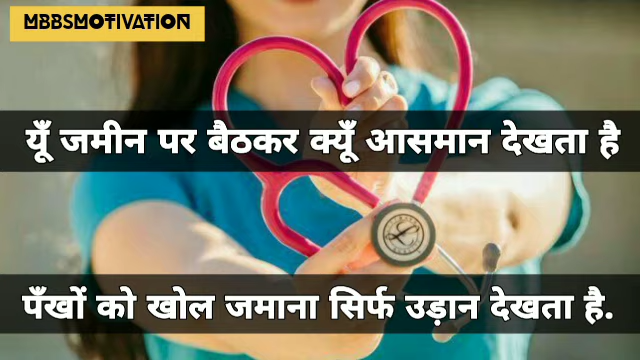 MBBSMOTIVATION
यूँ जमीन पर बैठकर क्यूँ आसमान देखता है
पँखों को खोल जमाना सिर्फ उड़ान देखता है.